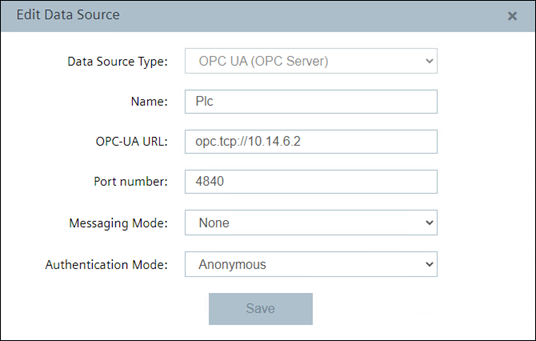 Edit Data Source
Data Source Type: OPC UA (OPC Server)
Name: Plc
OPC-UA URL: opc.tcp://10.14.6.2
Port number: 4840
Messaging Mode: None
Authentication Mode: Anonymous
Save